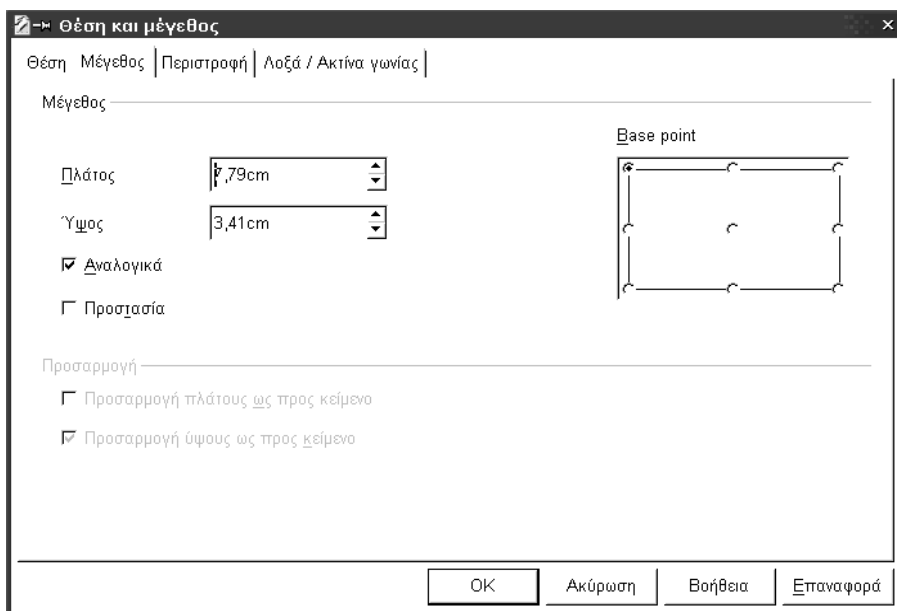 Θέση και μέγεθος
Θέση Μέγεθος Περιστροφή Λοξά / Ακτίνα γωνίας
Μέγεθος
Base point
Πλάτος 7,79cm
Ύψος 3,41cm
Αναλογικά
Προστασία
Προσαρμογή
Προσαρμογή πλάτους ως προς κείμενο
Προσαρμογή ύψους ως προς κείμενο
OK Ακύρωση Βοήθεια Επαναφορά